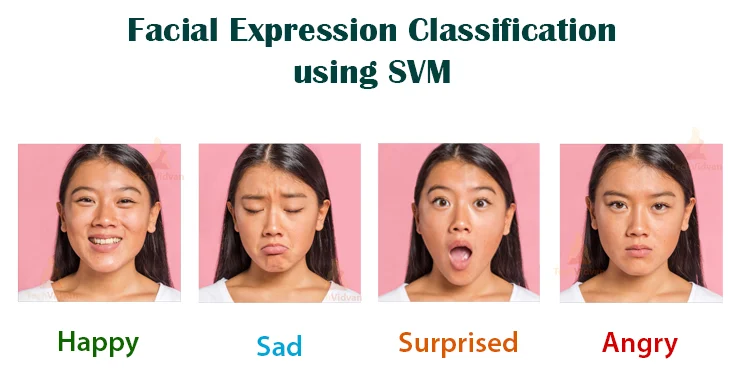 Facial Expression Classification
using SVM
Happy
Sad
Surprised
Angry